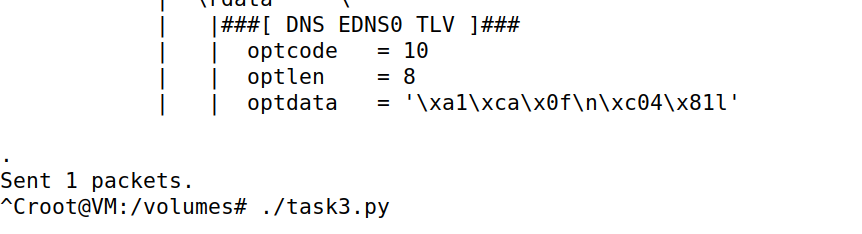 |  \rdata     \
|   |###[ DNS EDNS0 TLV ]###
|   |  optcode   = 10
|   |  optlen    = 8
|   |  optdata   = '\xa1\xca\x0f\n\xc04\x81l'
.
Sent 1 packets.
^Croot@VM:/volumes# ./task3.py